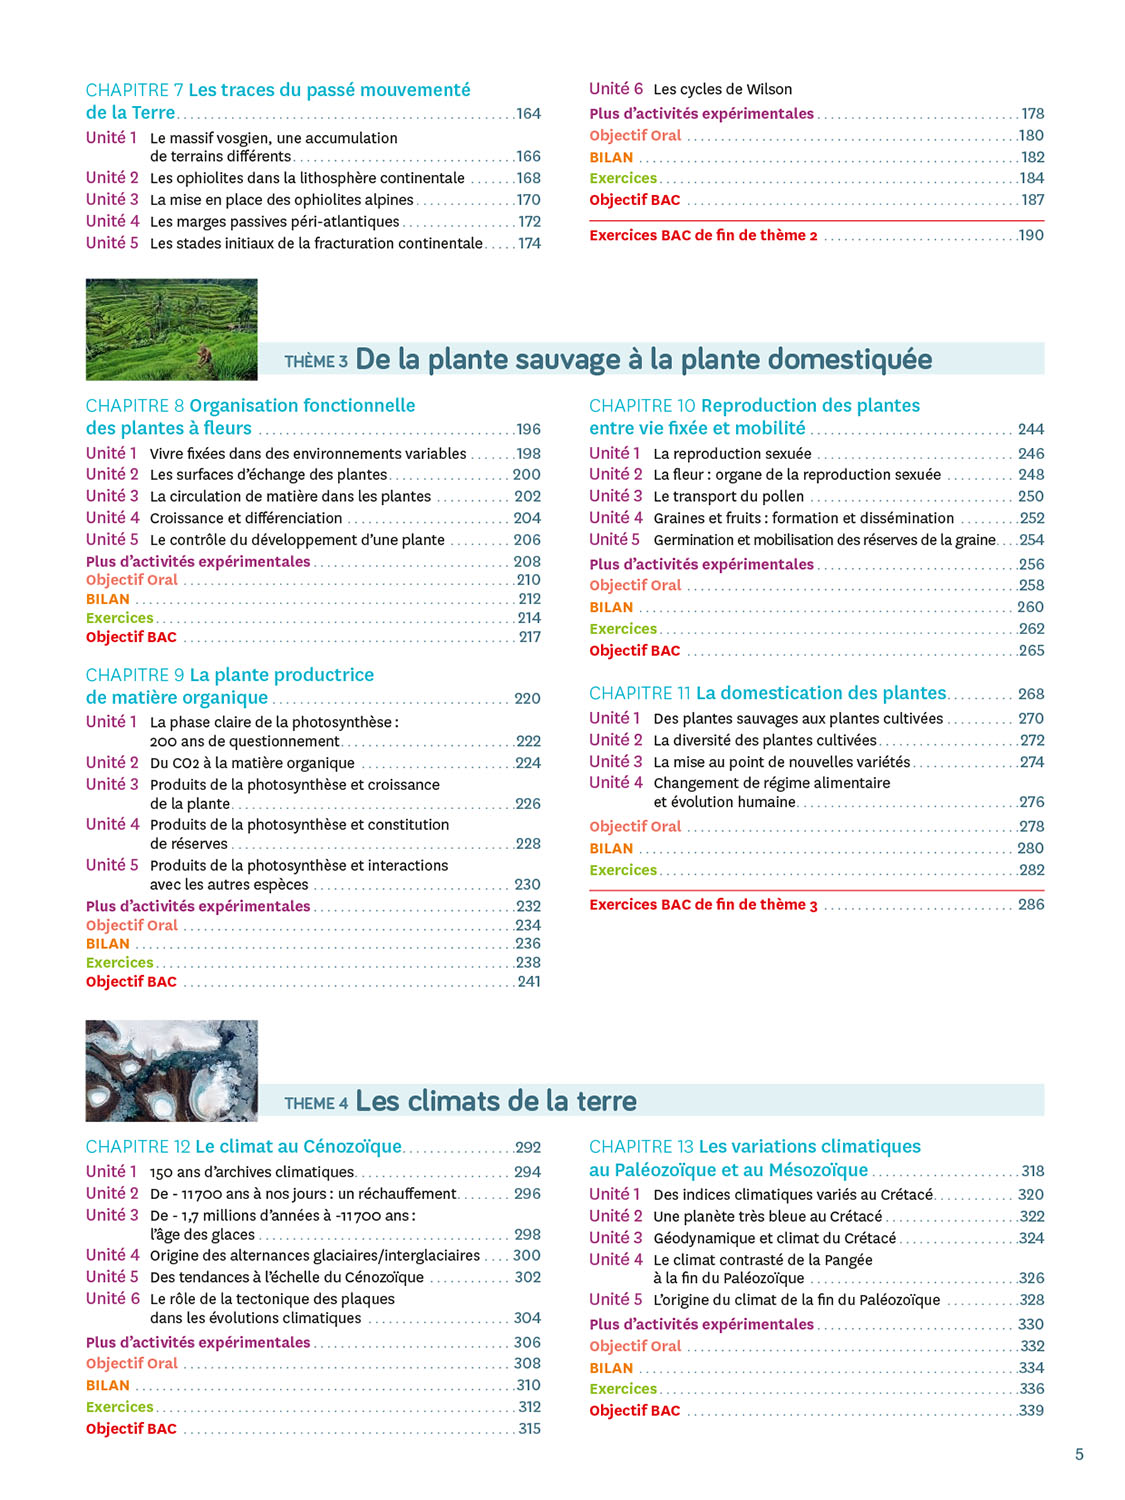 CHAPITRE 7 Les traces du passé mouvementé
de la Terre 164
Unité 1 Le massif vosgien, une accumulation
de terrains différents 166
Unité 2 Les ophiolites dans la lithosphère continentale 168
Unité 3 La mise en place des ophiolites alpines 170
Unité 4 Les marges passives péri-atlantiques 172
Unité 5 Les stades initiaux de la fracturation continentale 174
Unité 6 Les cycles de Wilson
Plus d'activités expérimentales 178
Objectif Oral 180
BILAN 182
Exercices 184
Objectif BAC 187
Exercices BAC de fin de thème 2 190
THÈME 3 De la plante sauvage à la plante domestiquée
CHAPITRE 8 Organisation fonctionnelle
des plantes à fleurs 196
Unité 1 Vivre fixées dans des environnements variables 198
Unité 2 Les surfaces d'échange des plantes 200
Unité 3 La circulation de matière dans les plantes 202
Unité 4 Croissance et différenciation 204
Unité 5 Le contrôle du développement d'une plante 206
Plus d'activités expérimentales 208
Objectif Oral 210
BILAN 212
Exercices 214
Objectif BAC 217
CHAPITRE 9 La plante productrice
de matière organique 220
Unité 1 La phase claire de la photosynthèse :
200 ans de questionnement 222
Unité 2 Du CO2 à la matière organique 224
Unité 3 Produits de la photosynthèse et croissance
de la plante 226
Unité 4 Produits de la photosynthèse et constitution
de réserves 228
Unité 5 Produits de la photosynthèse et interactions
avec les autres espèces 230
Plus d'activités expérimentales 232
Objectif Oral 234
BILAN 236
Exercices 238
Objectif BAC 241
CHAPITRE 10 Reproduction des plantes
entre vie fixée et mobilité 244
Unité 1 La reproduction sexuée 246
Unité 2 La fleur : organe de la reproduction sexuée 248
Unité 3 Le transport du pollen 250
Unité 4 Graines et fruits : formation et dissémination 252
Unité 5 Germination et mobilisation des réserves de la graine 254
Plus d'activités expérimentales 256
Objectif Oral 258
BILAN 260
Exercices 262
Objectif BAC 265
CHAPITRE 11 La domestication des plantes 268
Unité 1 Des plantes sauvages aux plantes cultivées 270
Unité 2 La diversité des plantes cultivées 272
Unité 3 La mise au point de nouvelles variétés 274
Unité 4 Changement de régime alimentaire
et évolution humaine 276
Objectif Oral 278
BILAN 280
Exercices 282
Exercices BAC de fin de thème 3 286
THEME 4 Les climats de la terre
CHAPITRE 12 Le climat au Cénozoïque 292
Unité 1 150 ans d'archives climatiques 294
Unité 2 De - 11700 ans à nos jours : un réchauffement 296
Unité 3 De - 1,7 millions d'années à -11700 ans :
l'âge des glaces 298
Unité 4 Origine des alternances glaciaires/interglaciaires 300
Unité 5 Des tendances à l'échelle du Cénozoïque 302
Unité 6 Le rôle de la tectonique des plaques
dans les évolutions climatiques 304
Plus d'activités expérimentales 306
Objectif Oral 308
BILAN 310
Exercices 312
Objectif BAC 315
CHAPITRE 13 Les variations climatiques
au Paléozoïque et au Mésozoïque 318
Unité 1 Des indices climatiques variés au Crétacé 320
Unité 2 Une planète très bleue au Crétacé 322
Unité 3 Géodynamique et climat du Crétacé 324
Unité 4 Le climat contrasté de la Pangée
à la fin du Paléozoïque 326
Unité 5 L'origine du climat de la fin du Paléozoïque 328
Plus d'activités expérimentales 330
Objectif Oral 332
BILAN 334
Exercices 336
Objectif BAC 339
5